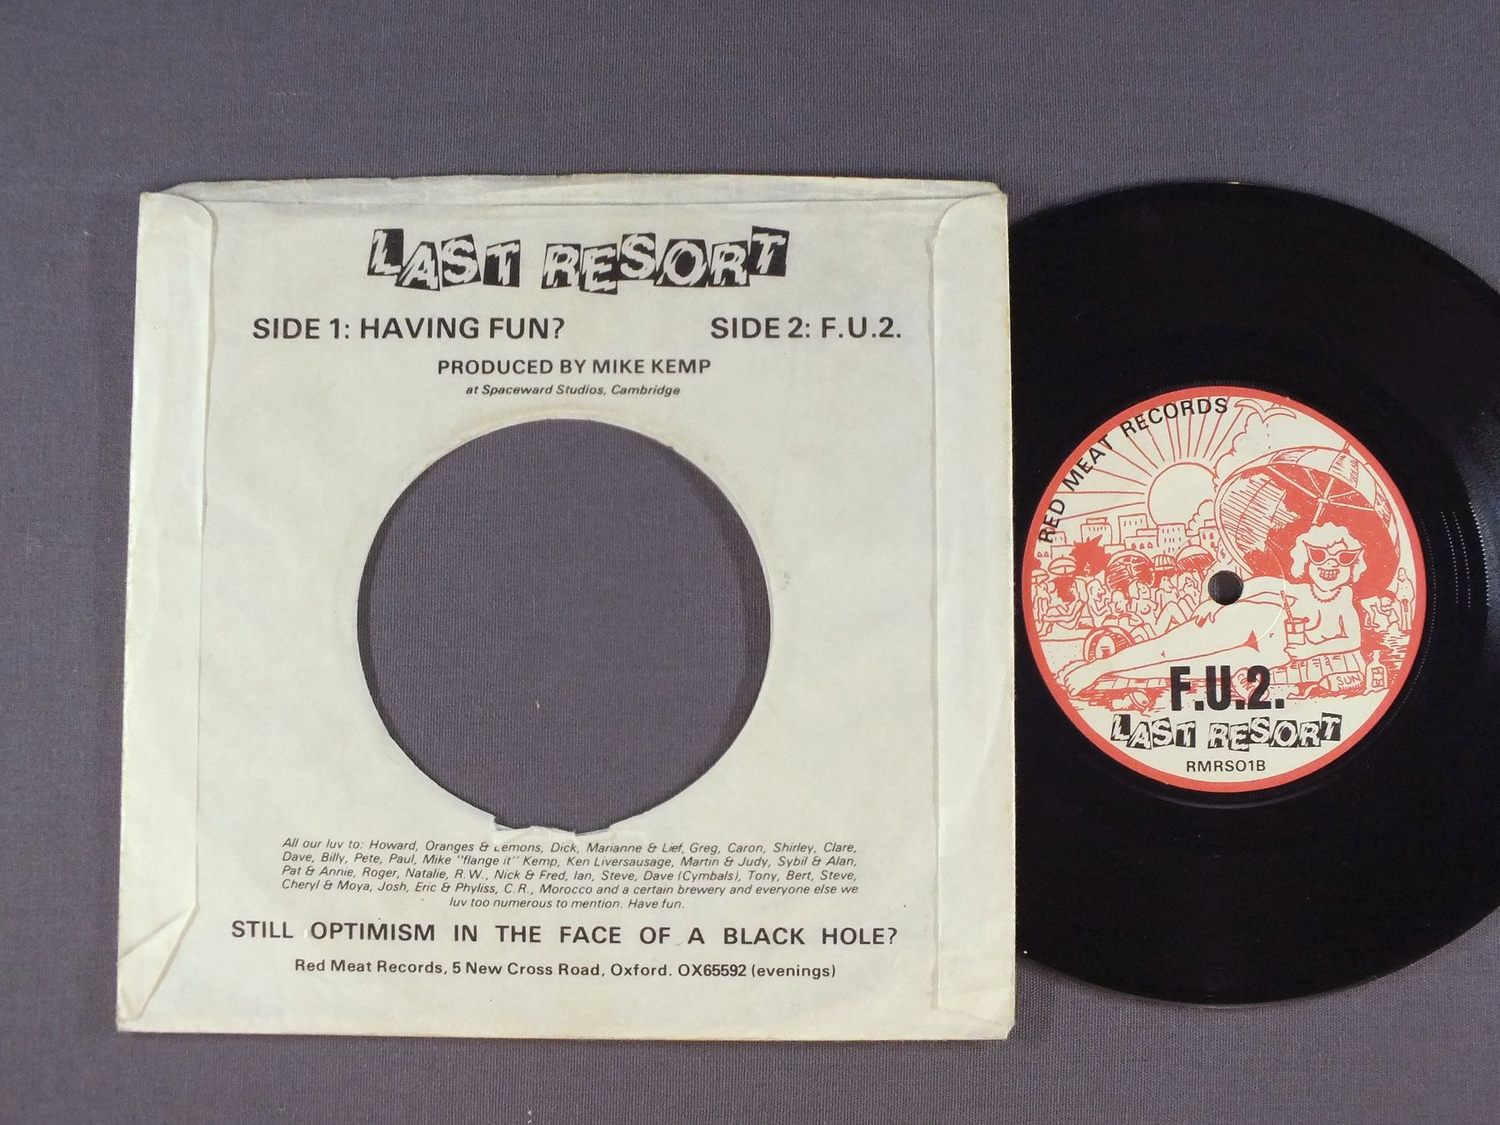 LAST RESORT
SIDE 1: HAVING FUN?
SIDE 2: F.U.2.
PRODUCED BY MIKE KEMP
at Spaceward Studios, Cambridge
All our luv to: Howard, Oranges & Lemons, Dick, Marianne & Lief, Greg, Caron, Shirley, Clare,
Dave, Billy, Pete, Paul, Mike "flange it" Kemp, Ken Liversausage, Martin & Judy, Sybil & Alan,
Pat & Annie, Roger, Natalie, R.W., Nick & Fred, Ian, Steve, Dave (Cymbals), Tony, Bert, Steve,
Cheryl & Moya, Josh, Eric & Phyliss, C.R., Morocco and a certain brewery and everyone else we
luv too numerous to mention. Have fun.
STILL OPTIMISM IN THE FACE OF A BLACK HOLE?
Red Meat Records, 5 New Cross Road, Oxford. OX65592 (evenings)
RED MEAT RECORDS
SUN
F.U.2.
LAST RESORT
RMRS01B